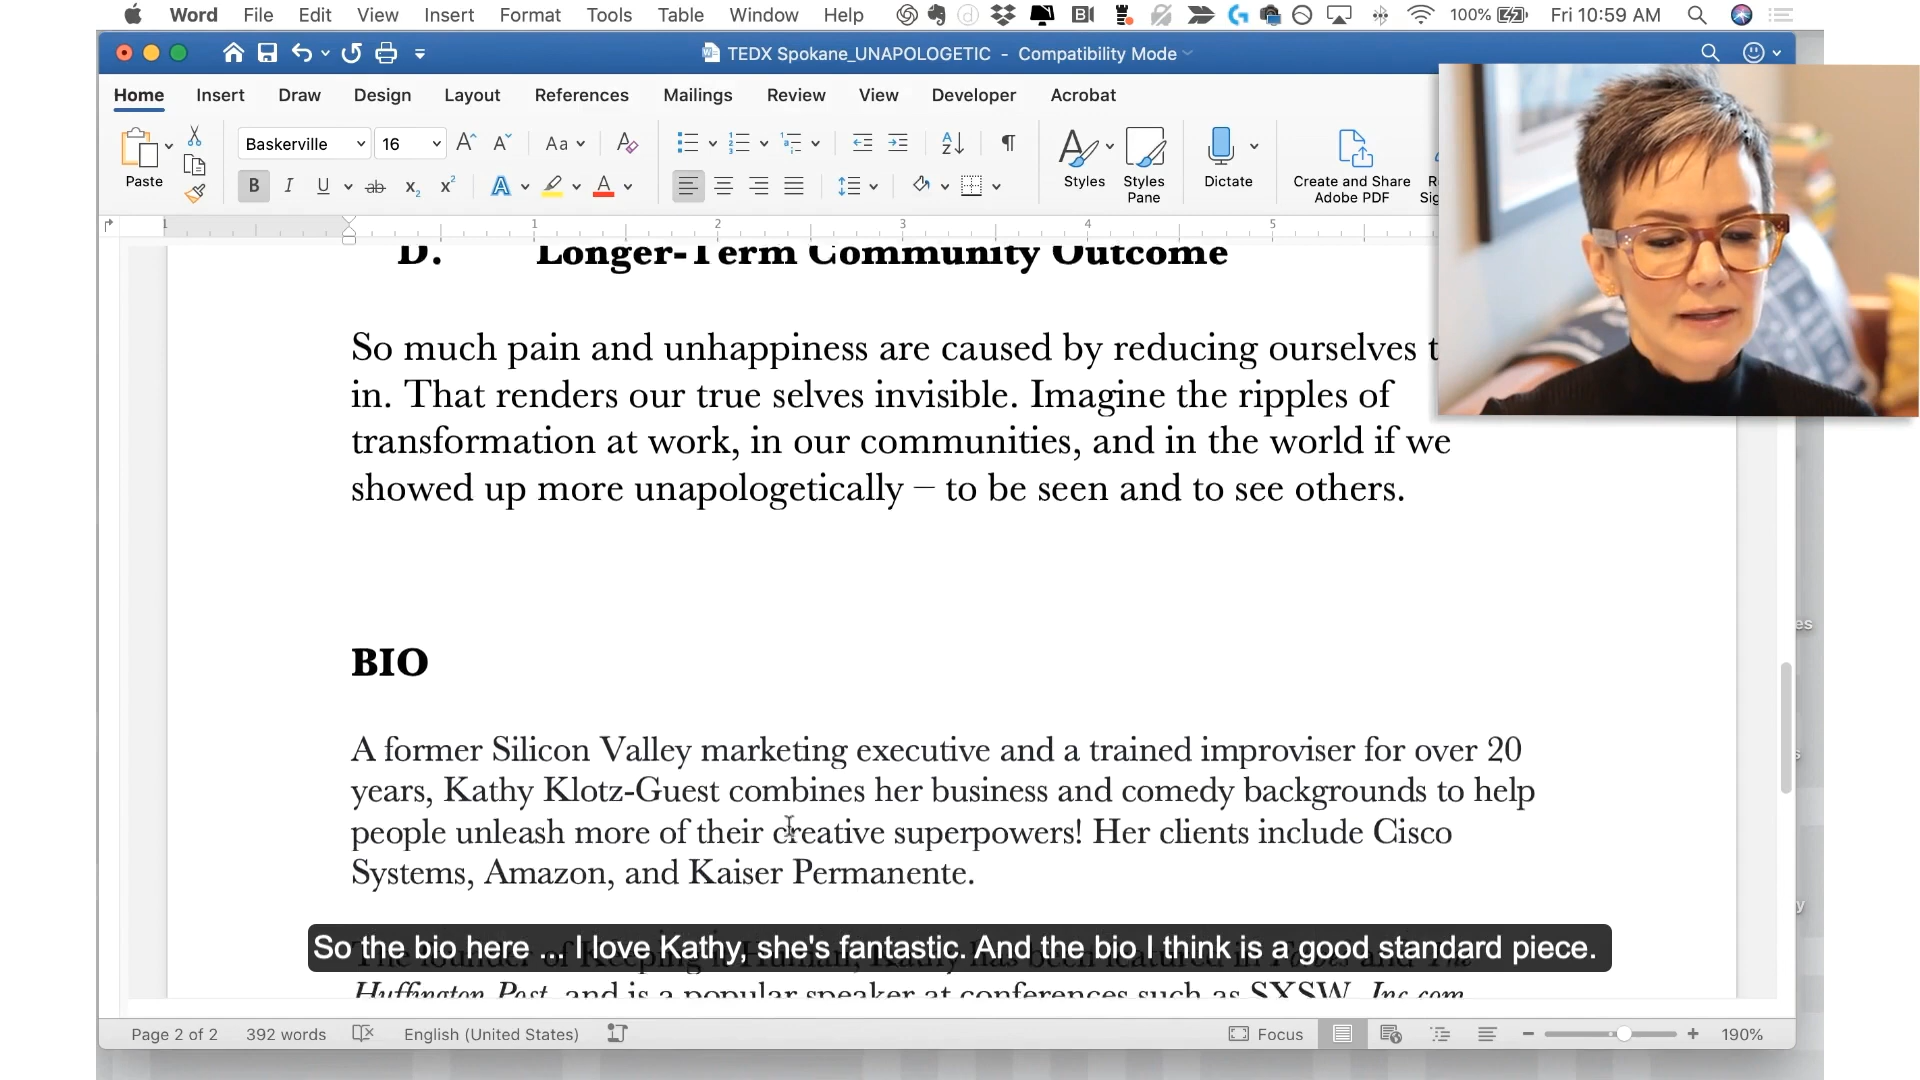 Word File Edit View Insert Format Tools Table Window Help 100% Fri 10:59 AM
TEDX Spokane_UNAPOLOGETIC - Compatibility Mode
Home Insert Draw Design Layout References Mailings Review View Developer Acrobat
Paste Baskerville 16 Styles Styles Pane Dictate Create and Share Adobe PDF
1 1 2 3 4 5
D. Longer-Term Community Outcome
So much pain and unhappiness are caused by reducing ourselves
in. That renders our true selves invisible. Imagine the ripples of
transformation at work, in our communities, and in the world if we
showed up more unapologetically – to be seen and to see others.
BIO
A former Silicon Valley marketing executive and a trained improviser for over 20
years, Kathy Klotz-Guest combines her business and comedy backgrounds to help
people unleash more of their creative superpowers! Her clients include Cisco
Systems, Amazon, and Kaiser Permanente.
So the bio here ... I love Kathy, she's fantastic. And the bio I think is a good standard piece.
Huffington Post, and is a popular speaker at conferences such as SXSW, Inc.com
Page 2 of 2 392 words English (United States) Focus 190%